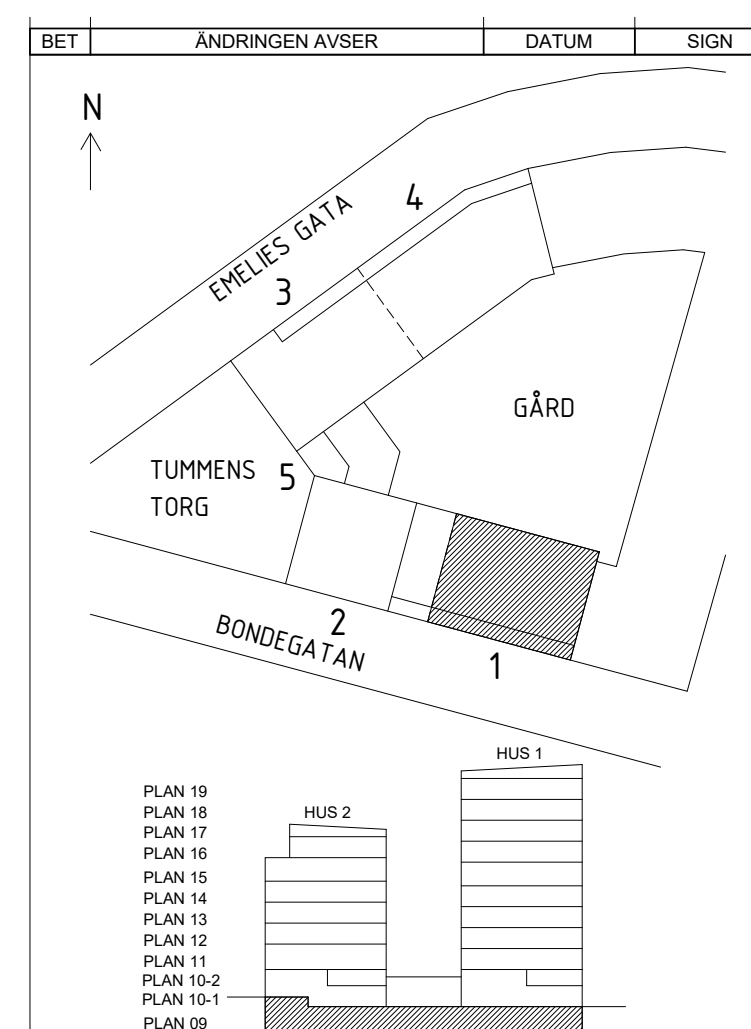 BET ÄNDRINGEN AVSER DATUM SIGN
N
4
EMELIES GATA
3
GÅRD
TUMMENS
TORG
5
2
BONDEGATAN
1
HUS 1
PLAN 19
PLAN 18
HUS 2
PLAN 17
PLAN 16
PLAN 15
PLAN 14
PLAN 13
PLAN 12
PLAN 11
PLAN 10-2
PLAN 10-1
PLAN 09